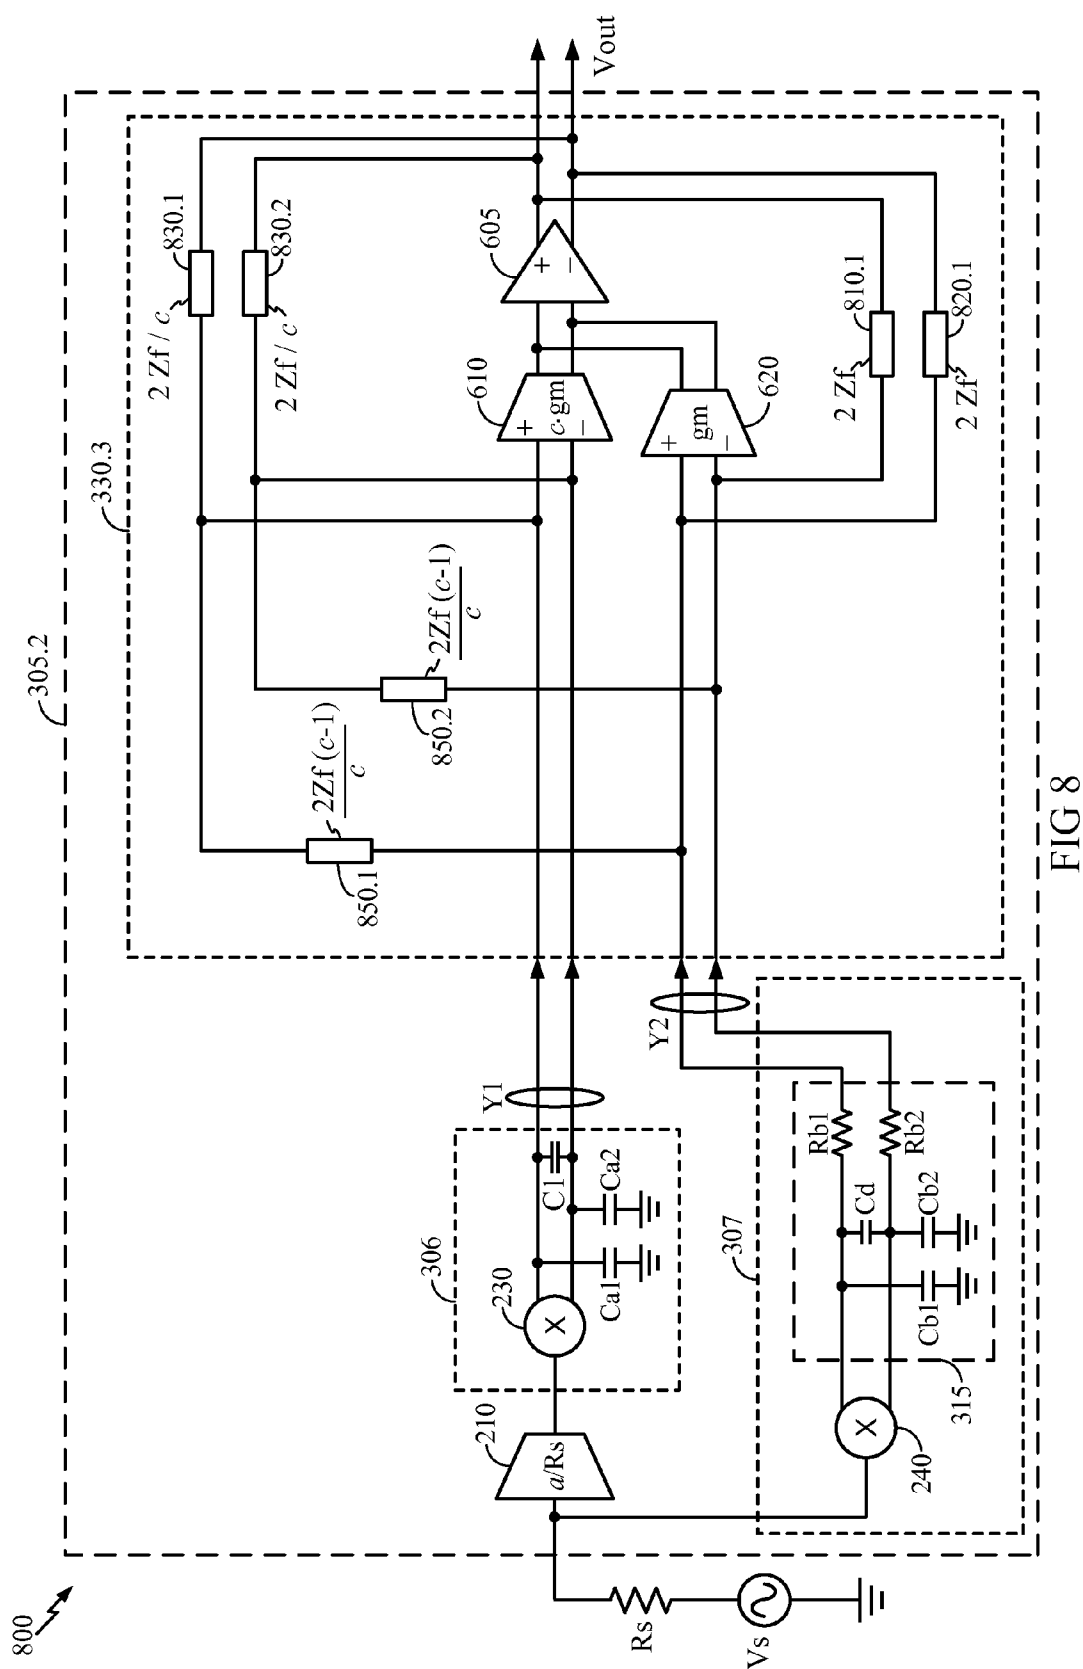 800
305.2
330.3
2 Zf / c
830.1
2 Zf / c
830.2
2Zf (c-1)
c
850.1
2Zf (c-1)
c
850.2
605
+
−
Vout
610
+
c·gm
−
620
+
gm
−
2 Zf
810.1
2 Zf
820.1
Y1
Y2
306
230
X
C1
Ca1
Ca2
210
a/Rs
307
240
X
315
Cb1
Cb2
Cd
Rb1
Rb2
Rs
Vs
FIG 8